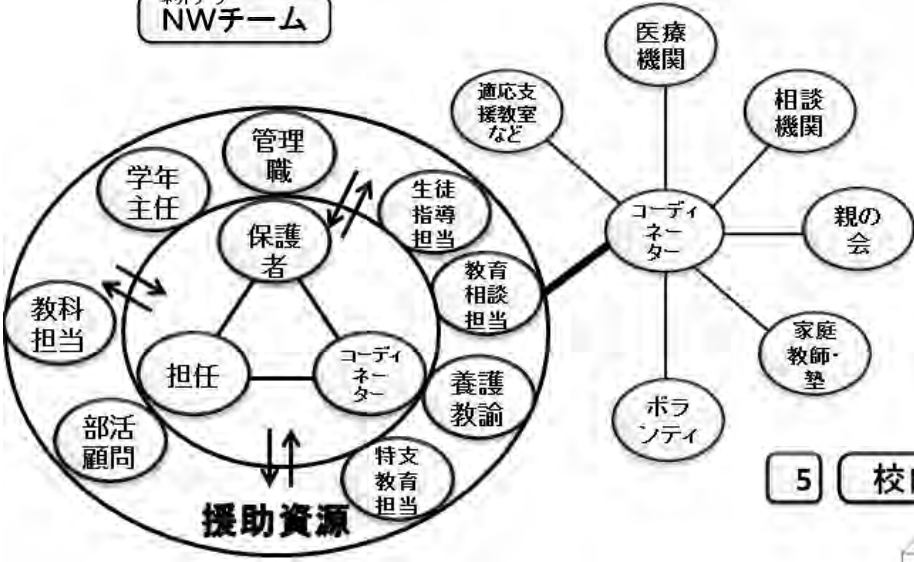 NWチーム
医療
機関
適応支
援教室
など
相談
機関
管理
職
学年
主任
生徒
指導
担当
保護
者
コーディ
ネー
ター
親の
会
教育
相談
担当
教科
担当
担任
コーディ
ネー
ター
家庭
教師・
塾
養護
教諭
ボラ
ンティ
部活
顧問
特支
教育
担当
援助資源
5
校